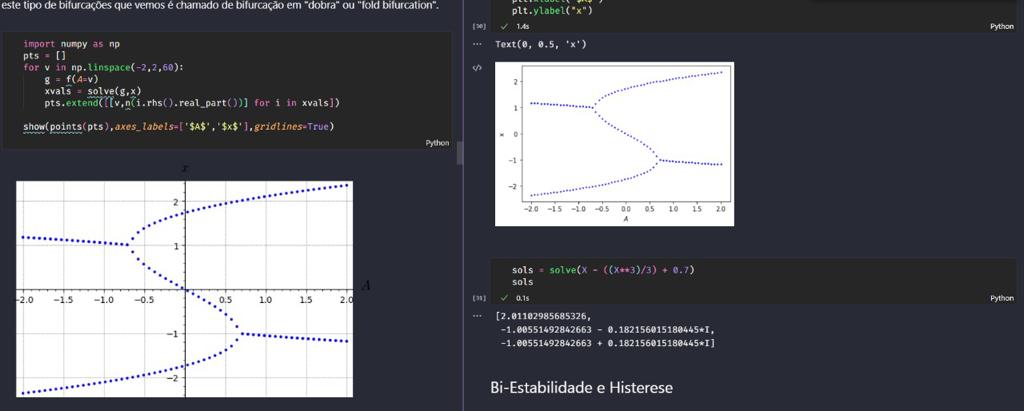 este tipo de bifurcações que vemos é chamado de bifurcação em "dobra" ou "fold bifurcation".
import numpy as np
pts = []
for v in np.linspace(-2,2,60):
g = f(A=v)
xvals = solve(g,x)
pts.extend([[v,n(i.rhs().real_part())] for i in xvals])
show(points(pts),axes_labels=['$A$','$x$'],gridlines=True)
Python
x
2
1
-2.0 -1.5 -1.0 -0.5 0.5 1.0 1.5 2.0
A
-1
-2
plt.ylabel("x")
[30] ✓ 1.4s Python
... Text(0, 0.5, 'x')
</>
2
1
x 0
-1
-2
-2.0 -1.5 -1.0 -0.5 0.0 0.5 1.0 1.5 2.0
A
sols = solve(X - ((X**3)/3) + 0.7)
sols
[31] ✓ 0.1s Python
... [2.01102985685326,
-1.00551492842663 - 0.182156015180445*I,
-1.00551492842663 + 0.182156015180445*I]
Bi-Estabilidade e Histerese